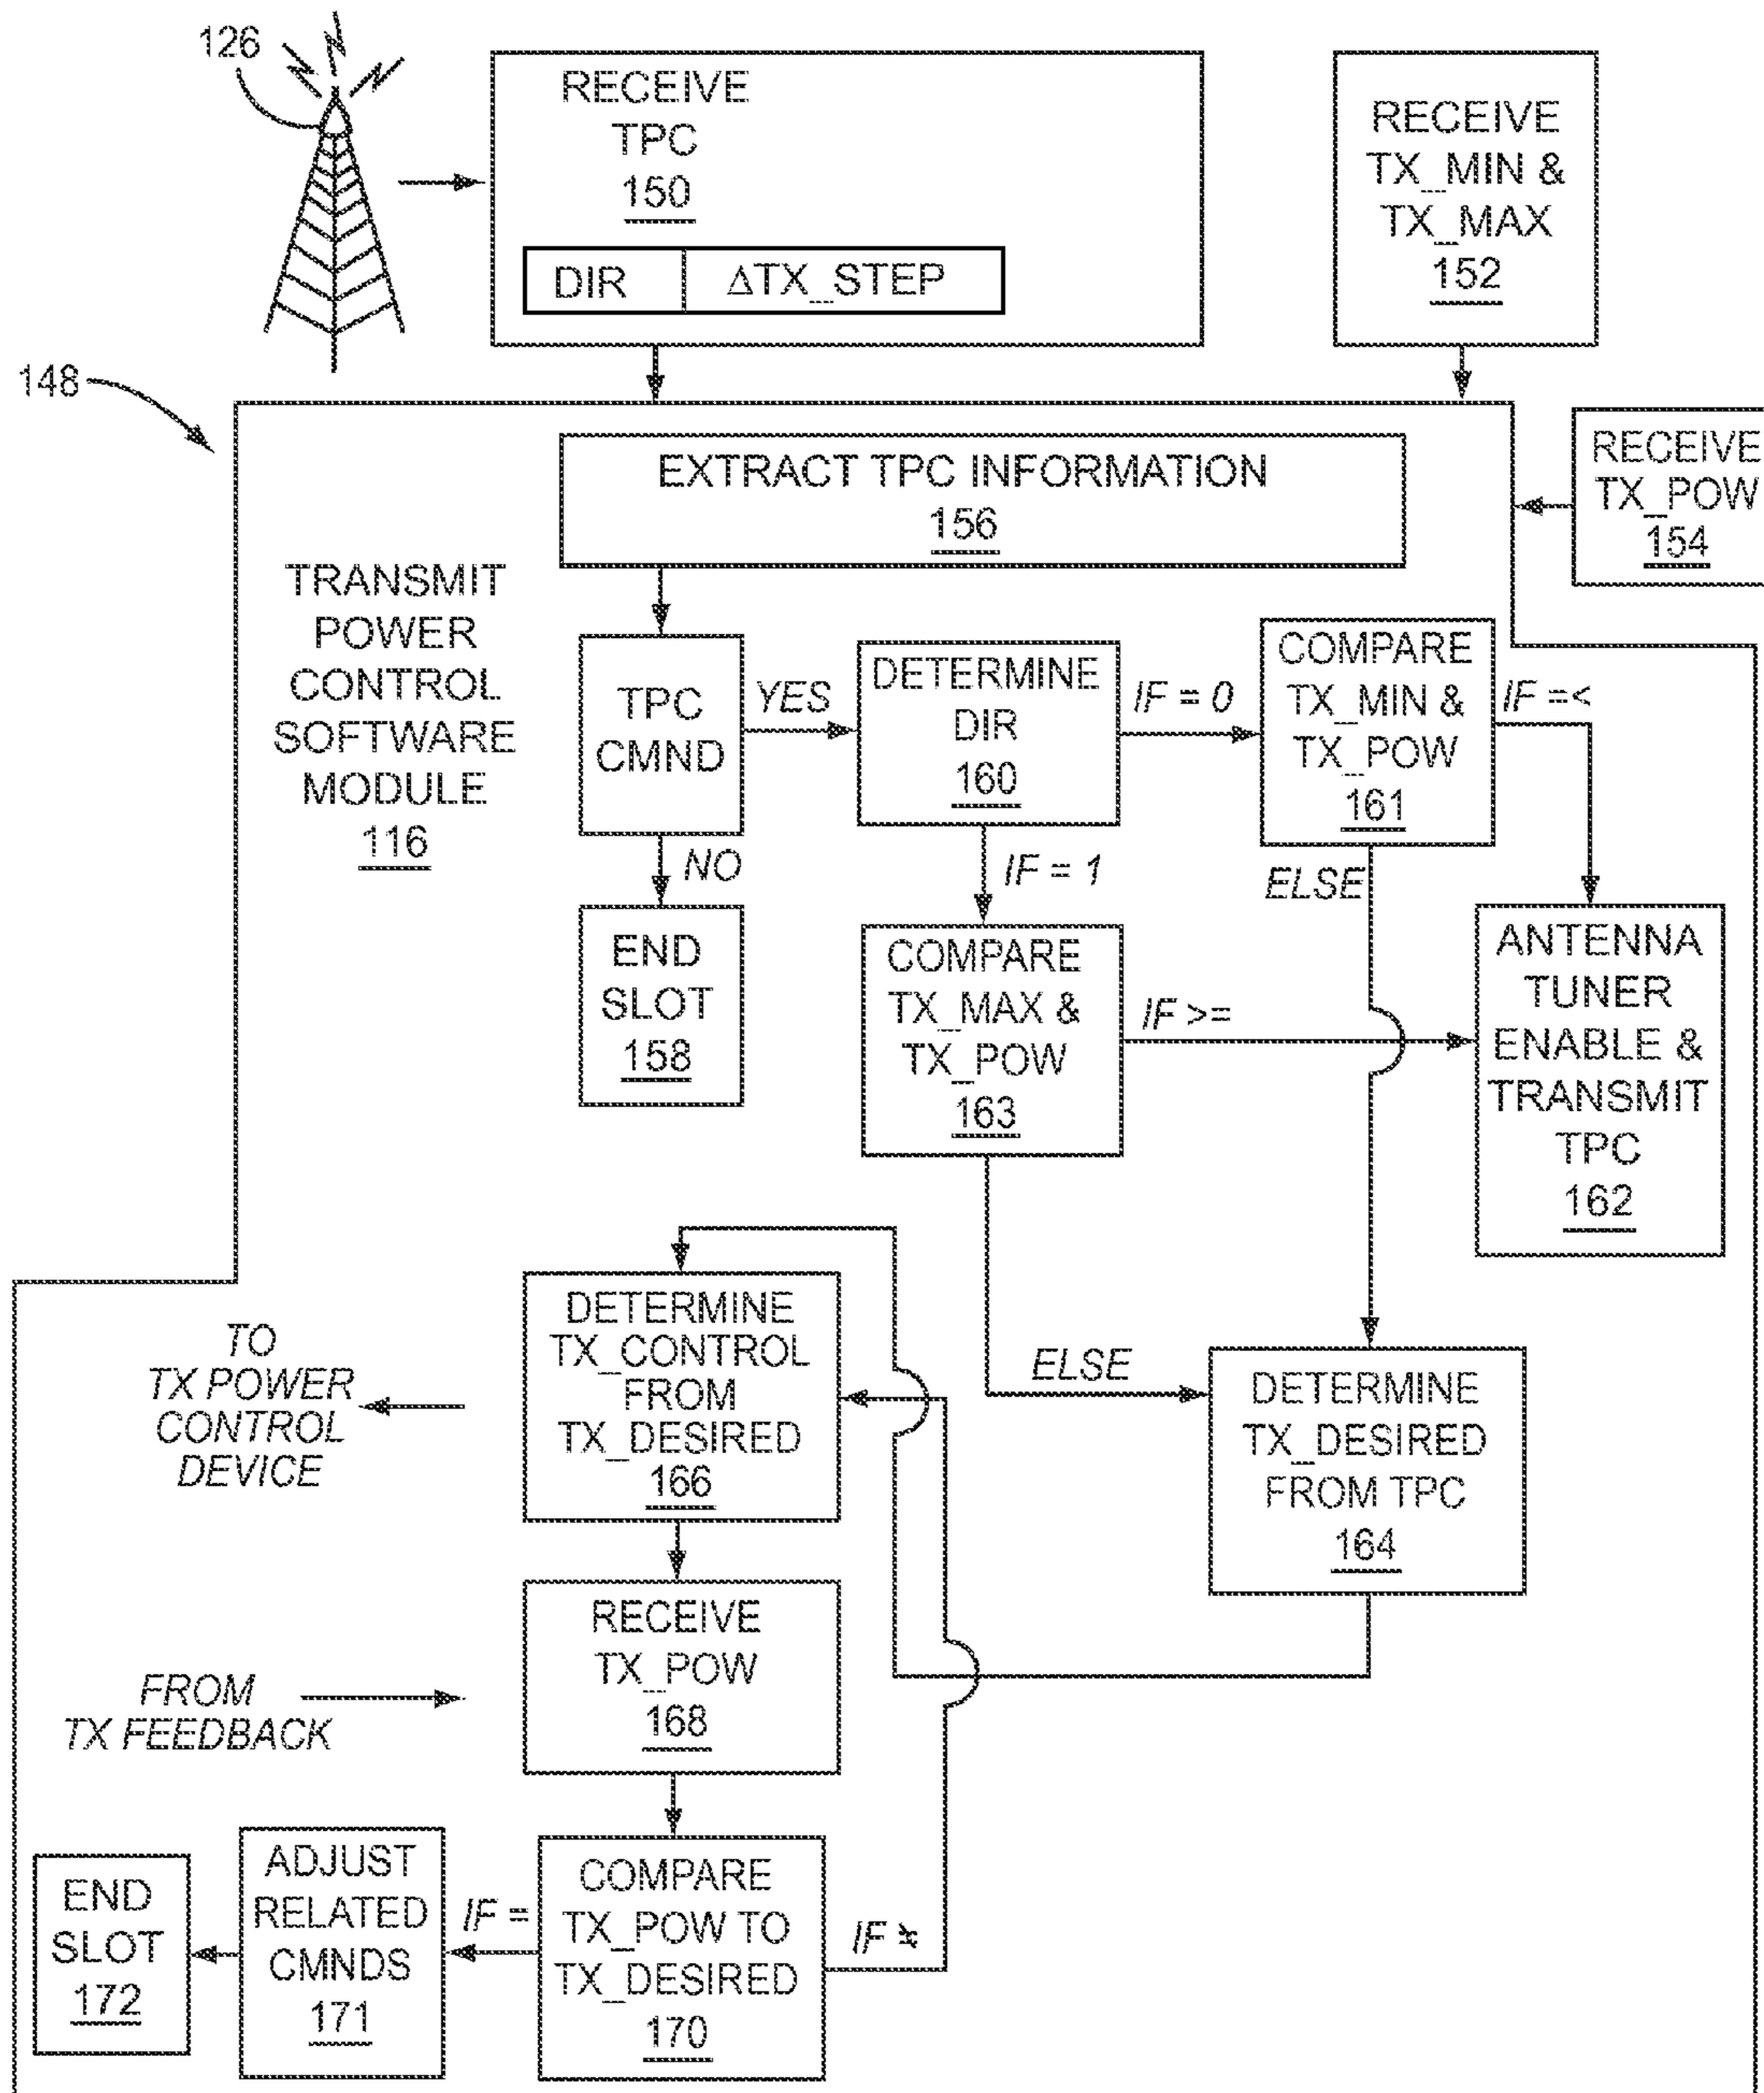 126
RECEIVE
TPC
150
DIR
ΔTX_STEP
RECEIVE
TX_MIN &
TX_MAX
152
148
RECEIVE
TX_POW
154
EXTRACT TPC INFORMATION
156
TRANSMIT
POWER
CONTROL
SOFTWARE
MODULE
116
TPC
CMND
YES
NO
DETERMINE
DIR
160
IF = 0
IF = 1
COMPARE
TX_MIN &
TX_POW
161
IF =<
ELSE
END
SLOT
158
COMPARE
TX_MAX &
TX_POW
163
IF >=
ANTENNA
TUNER
ENABLE &
TRANSMIT
TPC
162
ELSE
DETERMINE
TX_DESIRED
FROM TPC
164
TO
TX POWER
CONTROL
DEVICE
DETERMINE
TX_CONTROL
FROM
TX_DESIRED
166
FROM
TX FEEDBACK
RECEIVE
TX_POW
168
END
SLOT
172
ADJUST
RELATED
CMNDS
171
IF =
COMPARE
TX_POW TO
TX_DESIRED
170
IF ≠